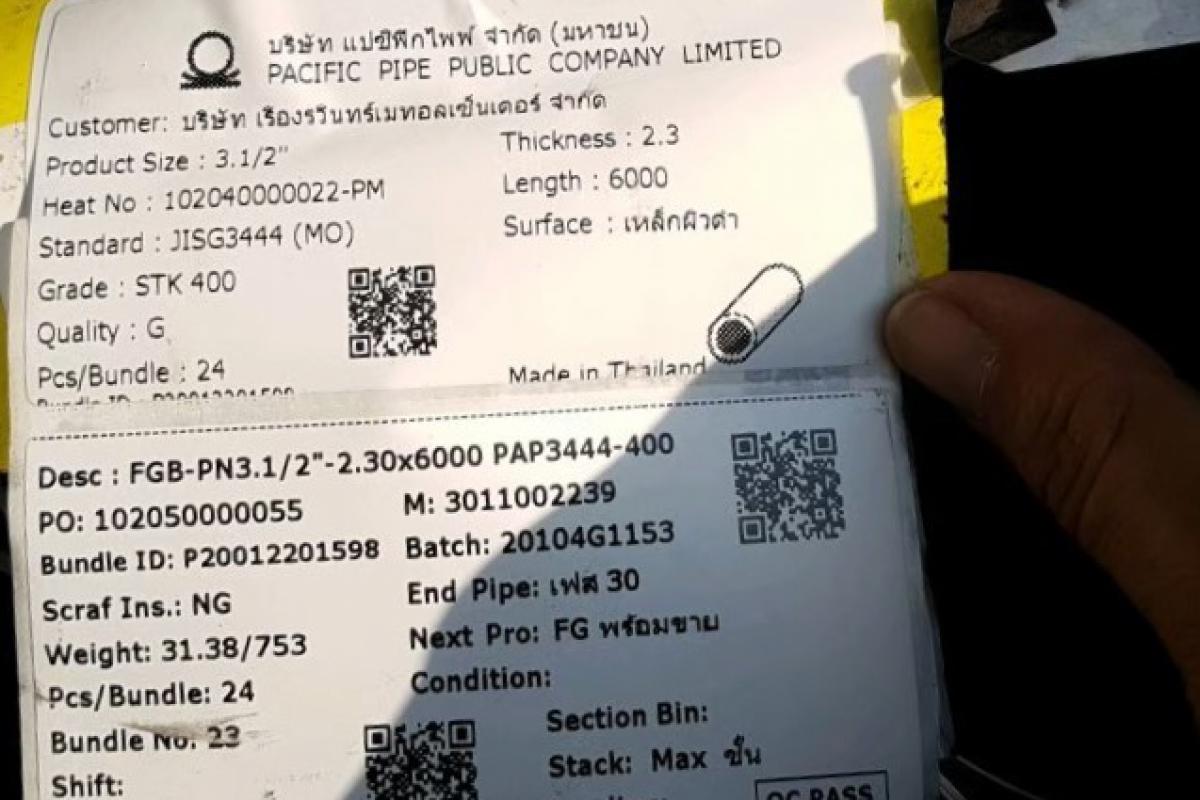 บริษัท แปซิฟิกไพพ์ จำกัด (มหาชน)
PACIFIC PIPE PUBLIC COMPANY LIMITED
Customer: บริษัท เรืองรวีนทร์เมทอลเซ็นเตอร์ จำกัด
Product Size : 3.1/2"
Thickness : 2.3
Heat No : 102040000022-PM
Length : 6000
Standard : JISG3444 (MO)
Surface : เหล็กผิวดำ
Grade : STK 400
Quality : G
Pcs/Bundle : 24
Made in Thailand
Desc : FGB-PN3.1/2"-2.30x6000 PAP3444-400
PO: 102050000055
M: 3011002239
Bundle ID: P20012201598
Batch: 20104G1153
Scraf Ins.: NG
End Pipe: เฟส 30
Weight: 31.38/753
Next Pro: FG พร้อมขาย
Pcs/Bundle: 24
Condition:
Bundle No: 23
Section Bin:
Shift:
Stack: Max ชั้น
QC PASS